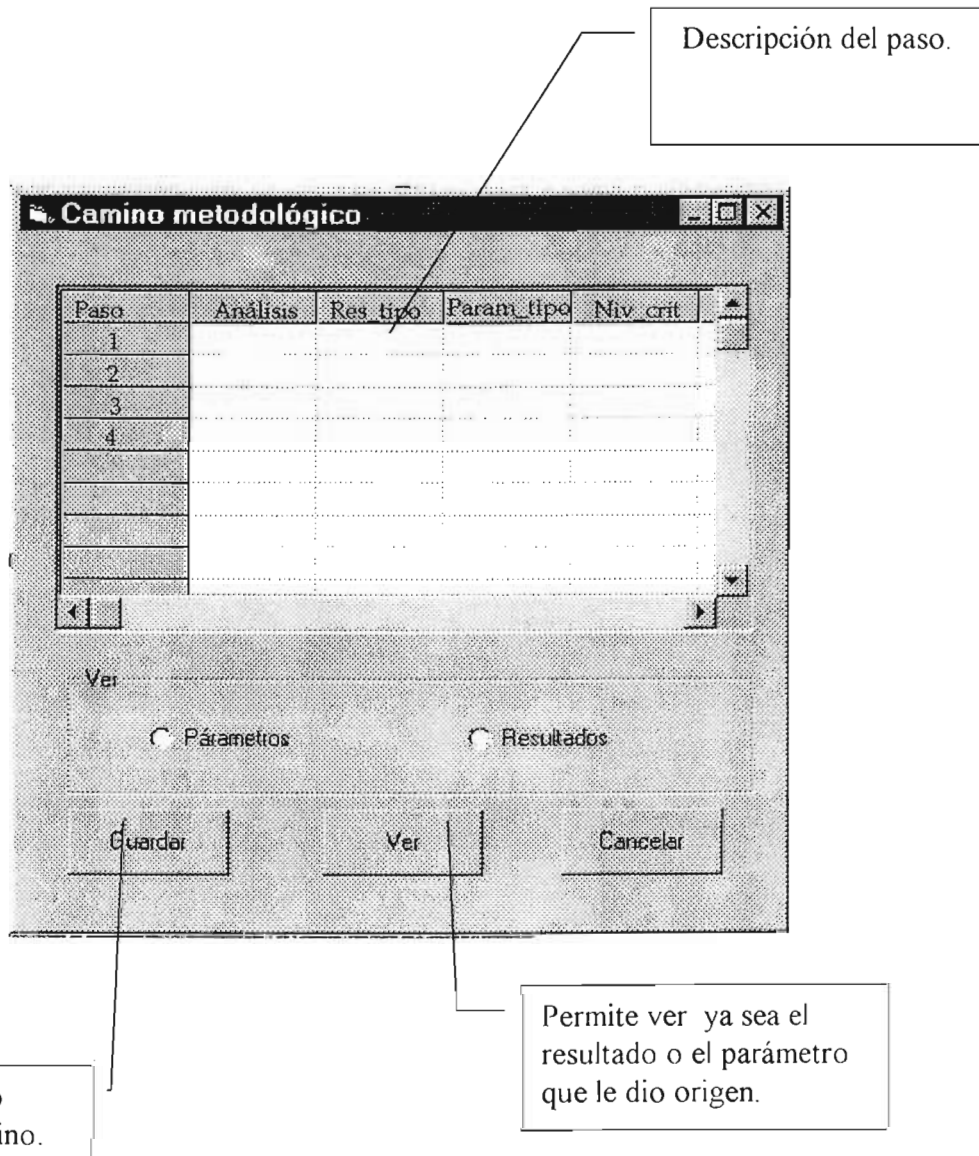 Descripción del paso.
Camino metodológico
Paso Análisis Res_tipo Param_tipo Niv_crit
1
2
3
4
Ver
Párametros Resultados
Guardar Ver Cancelar
Permite ver ya sea el
resultado o el parámetro
que le dio origen.